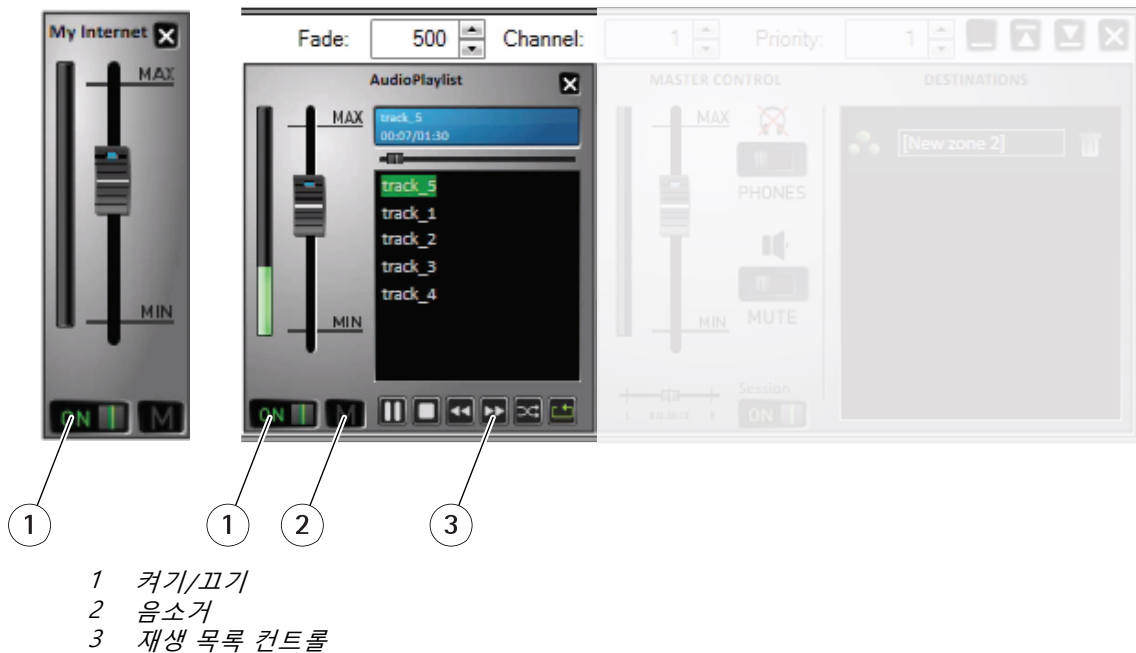 My Internet
MAX
MIN
ON M
Fade: 500 Channel: 1 Priority: 1
AudioPlaylist
MAX
track_5
00:07/01:30
track_5
track_1
track_2
track_3
track_4
MIN
ON M
MASTER CONTROL
MAX
PHONES
MUTE
MIN
L BALANCE R
Session
ON
DESTINATIONS
[New zone 2]
1
1
2
3
1 켜기/끄기
2 음소거
3 재생 목록 컨트롤